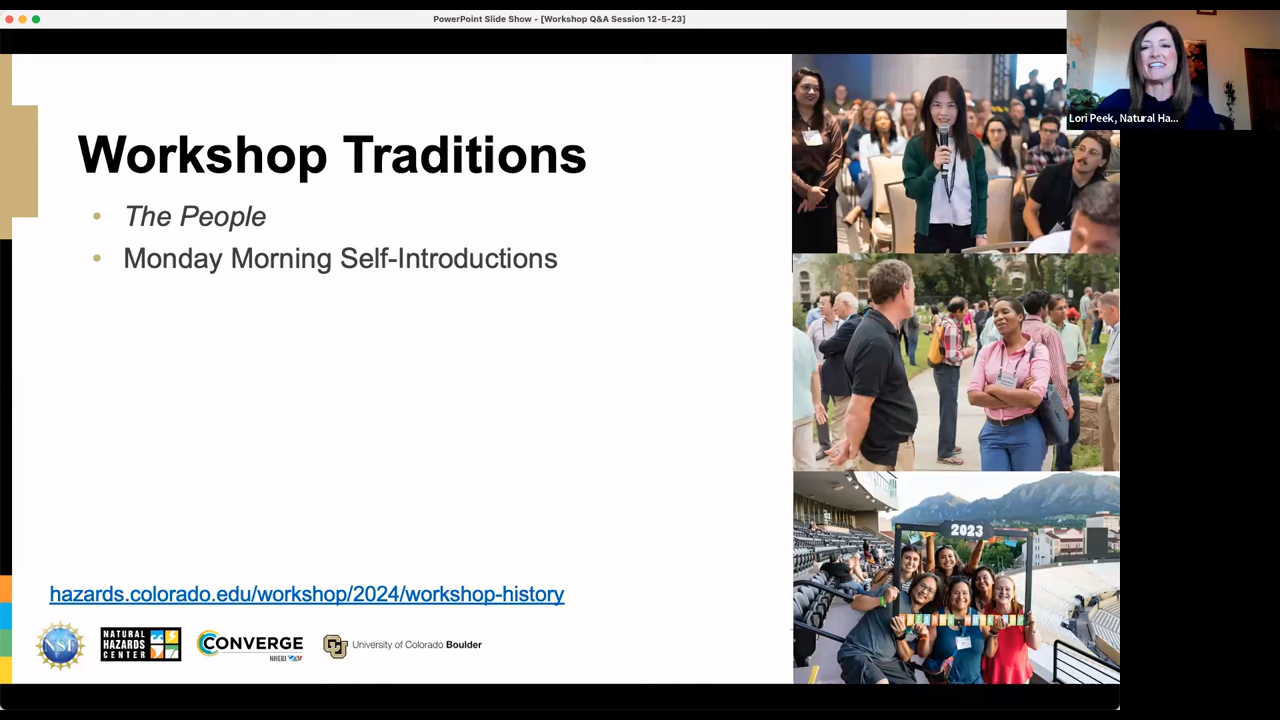 PowerPoint Slide Show - [Workshop Q&A Session 12-5-23]
Lori Peek, Natural Ha...
Workshop Traditions
• The People
• Monday Morning Self-Introductions
2023
hazards.colorado.edu/workshop/2024/workshop-history
NSF
NATURAL
HAZARDS
CENTER
CONVERGE
NHERI
CU
University of Colorado Boulder